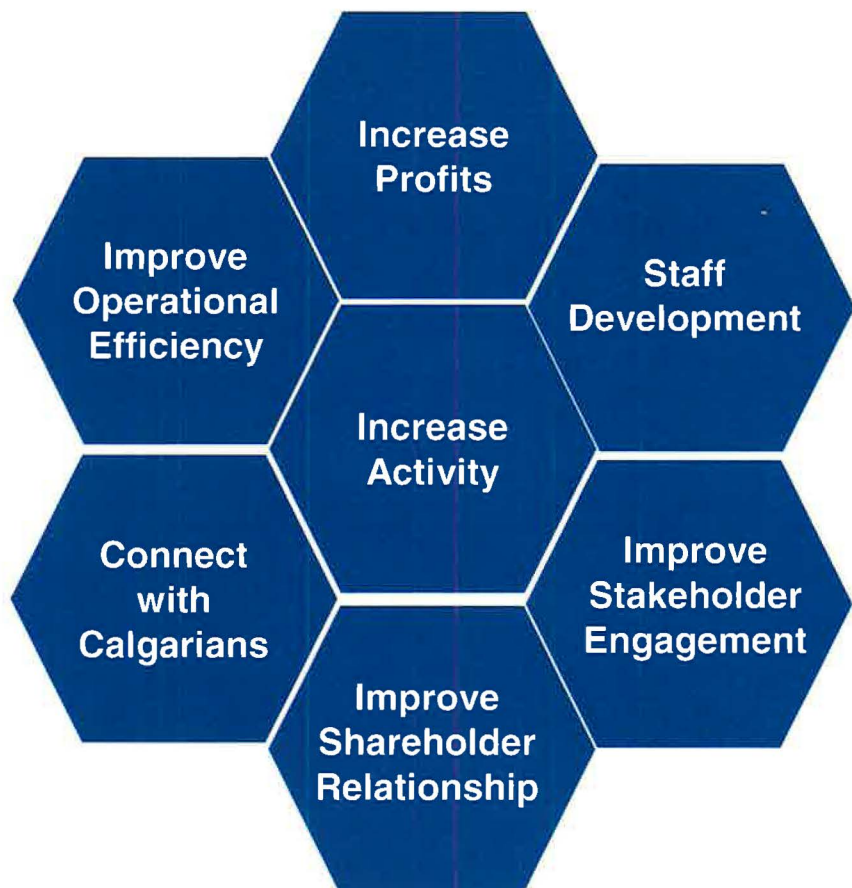 Increase
Profits
Improve
Operational
Efficiency
Staff
Development
Increase
Activity
Connect
with
Calgarians
Improve
Stakeholder
Engagement
Improve
Shareholder
Relationship